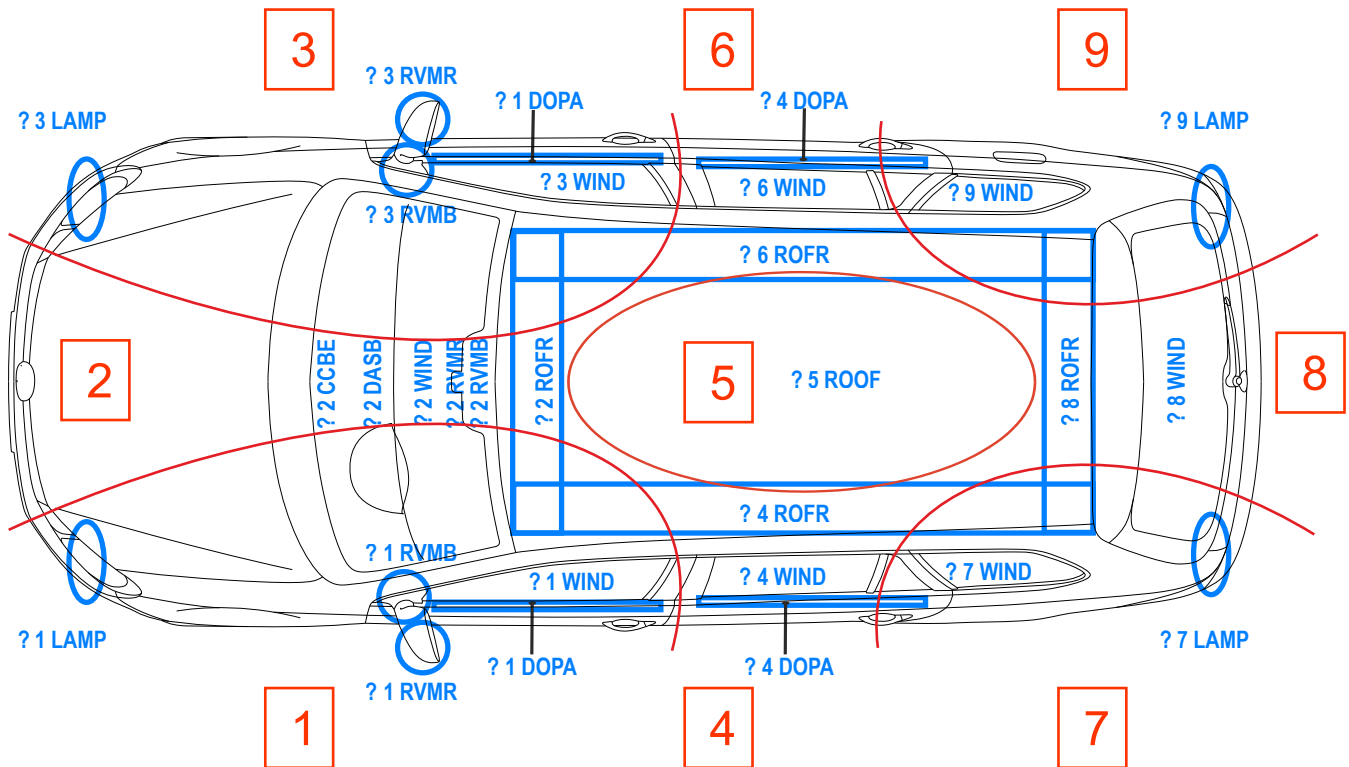 3
6
9
? 3 RVMR
? 1 DOPA
? 4 DOPA
? 3 LAMP
? 9 LAMP
? 3 WIND
? 6 WIND
? 9 WIND
? 3 RVMB
? 6 ROFR
2
? 2 CCBE
? 2 DASB
? 2 WIND
? 2 RVMR
? 2 RVMB
? 2 ROFR
5
? 5 ROOF
? 8 ROFR
? 8 WIND
8
? 4 ROFR
? 1 RVMB
? 1 WIND
? 4 WIND
? 7 WIND
? 1 LAMP
? 7 LAMP
? 1 DOPA
? 4 DOPA
? 1 RVMR
1
4
7